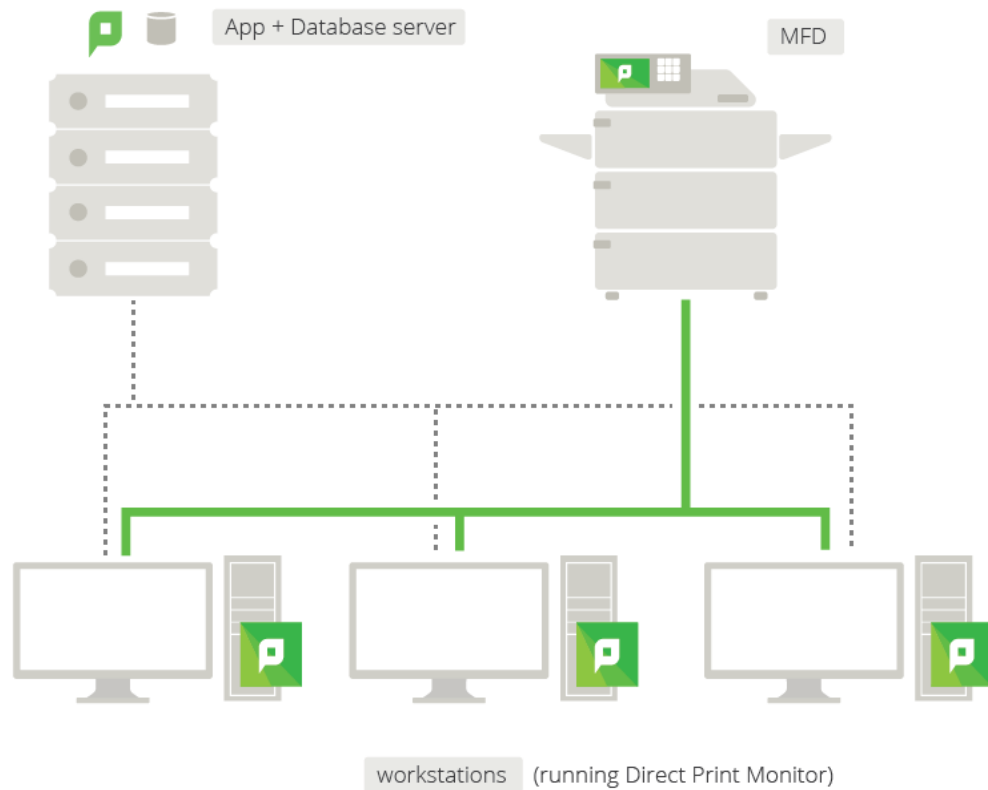 App + Database server
MFD
workstations (running Direct Print Monitor)